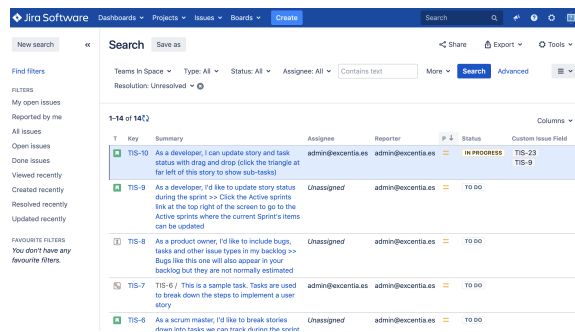 Jira Software Dashboards Projects Issues Boards Create Search
New search
Search Save as Share Export Tools
Find filters
Teams In Space Type: All Status: All Assignee: All Contains text More Search Advanced
Resolution: Unresolved
FILTERS
My open issues
Reported by me
All issues
Open issues
Done issues
Viewed recently
Created recently
Resolved recently
Updated recently
FAVOURITE FILTERS
You don't have any
favourite filters.
1–14 of 14 Columns
T Key Summary Assignee Reporter P Status Custom Issue Field
TIS-10 As a developer, I can update story and task admin@excentia.es admin@excentia.es IN PROGRESS TIS-23
status with drag and drop (click the triangle at TIS-9
far left of this story to show sub-tasks)
TIS-9 As a developer, I'd like to update story status Unassigned admin@excentia.es TO DO
during the sprint >> Click the Active sprints
link at the top right of the screen to go to the
Active sprints where the current Sprint's items
can be updated
TIS-8 As a product owner, I'd like to include bugs, Unassigned admin@excentia.es TO DO
tasks and other issue types in my backlog >>
Bugs like this one will also appear in your
backlog but they are not normally estimated
TIS-7 TIS-6 / This is a sample task. Tasks are used admin@excentia.es admin@excentia.es TO DO
to break down the steps to implement a user
story
TIS-6 As a scrum master, I'd like to break stories Unassigned admin@excentia.es TO DO
down into tasks we can track during the sprint